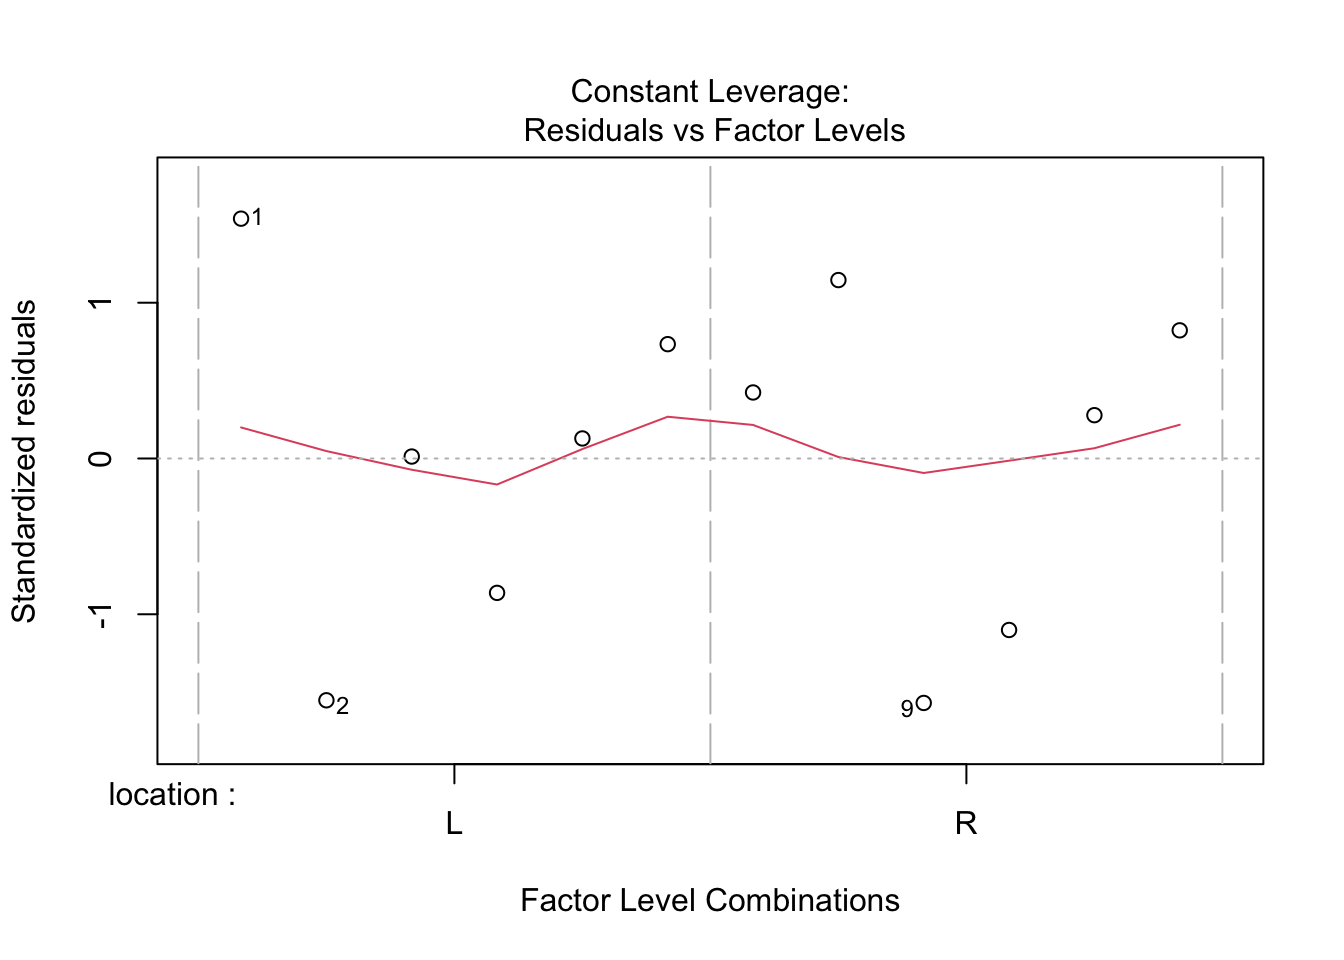 Constant Leverage:
Residuals vs Factor Levels
Standardized residuals
1
0
-1
1
2
9
location :
L
R
Factor Level Combinations